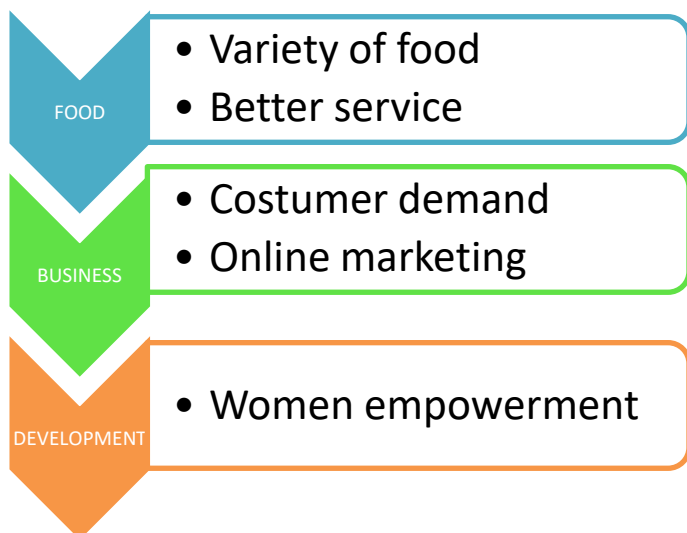 FOOD
• Variety of food
• Better service
BUSINESS
• Costumer demand
• Online marketing
DEVELOPMENT
• Women empowerment